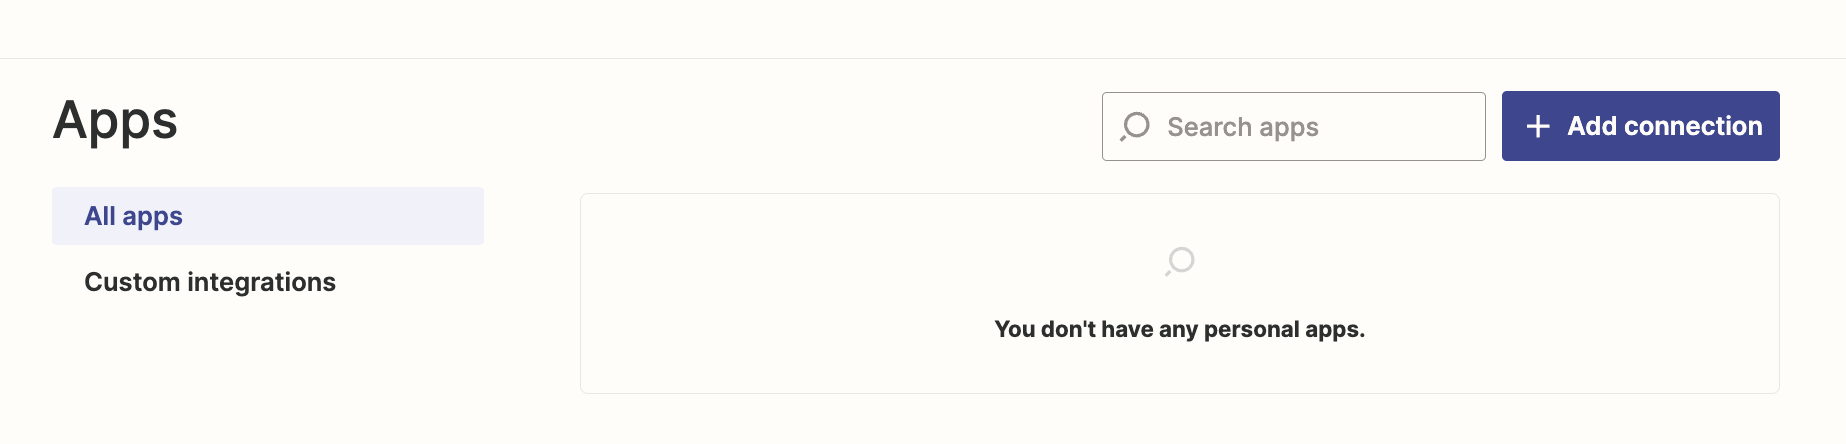 Apps
Search apps
+ Add connection
All apps
Custom integrations
You don't have any personal apps.